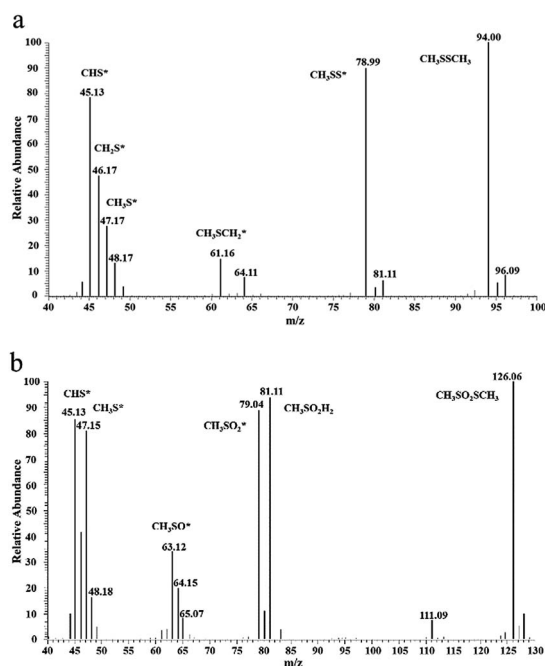 a
100
94.00
90
78.99
CH3SSCH3
CHS*
CH3SS*
80
45.13
70
60
CH2S*
50
46.17
40
CH3S*
30
47.17
CH3SCH2*
20
48.17
61.16
10
64.11
81.11
96.09
0
40 45 50 55 60 65 70 75 80 85 90 95 100
m/z
Relative Abundance
b
126.06
100
81.11
CHS*
79.04
CH3SO2SCH3
90
45.13
CH3S*
CH3SO2H2
47.15
CH3SO2*
80
70
60
50
CH3SO*
40
63.12
30
64.15
20
48.18
65.07
10
111.09
0
40 45 50 55 60 65 70 75 80 85 90 95 100 105 110 115 120 125 130
m/z
Relative Abundance